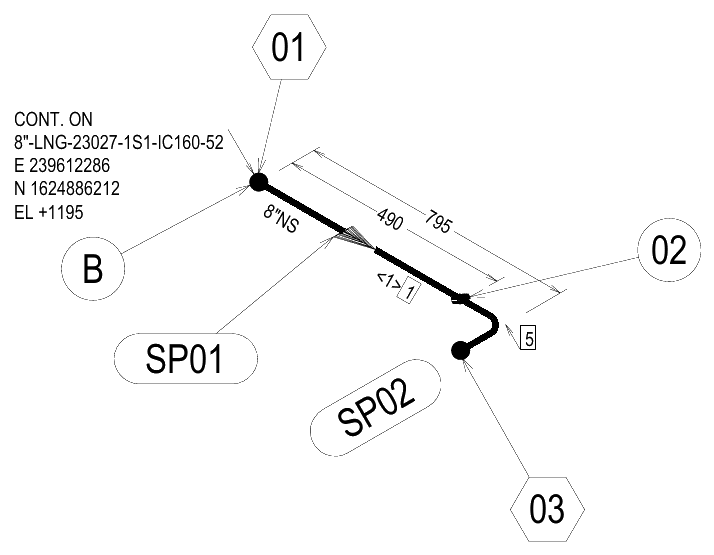 01
CONT. ON
8"-LNG-23027-1S1-IC160-52
E 239612286
N 1624886212
EL +1195
8"NS
490
795
02
B
<1>
1
5
SP01
SP02
03